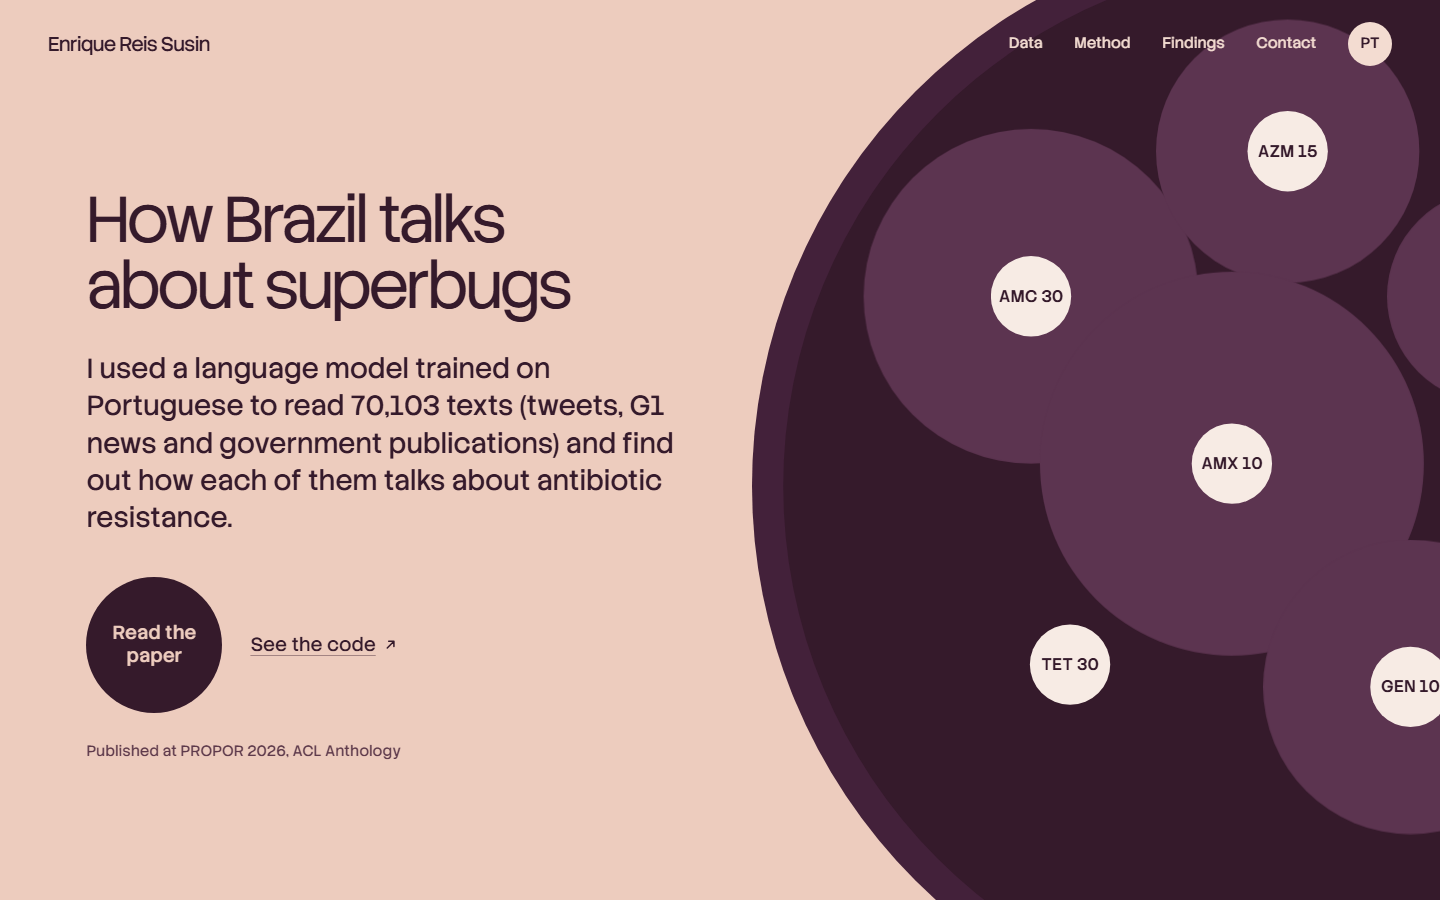 Enrique Reis Susin
Data
Method
Findings
Contact
PT
How Brazil talks
about superbugs
I used a language model trained on
Portuguese to read 70,103 texts (tweets, G1
news and government publications) and find
out how each of them talks about antibiotic
resistance.
Read the
paper
See the code ↗
Published at PROPOR 2026, ACL Anthology
AZM 15
AMC 30
AMX 10
TET 30
GEN 10